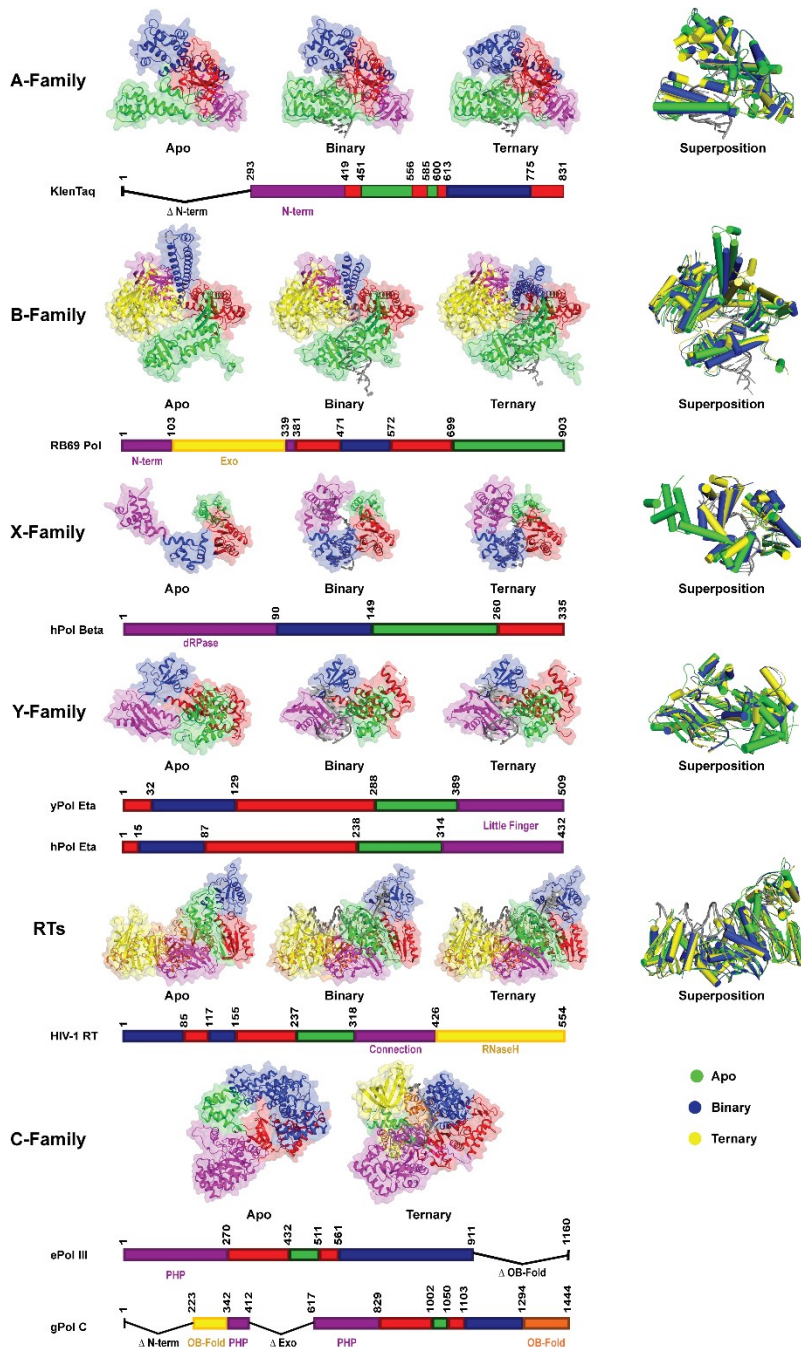 A-Family
Apo
Binary
Ternary
Superposition
1
293
419
451
556
585
600
613
775
831
KlenTaq
Δ N-term
N-term
B-Family
Apo
Binary
Ternary
Superposition
1
103
339
381
471
572
699
903
RB69 Pol
N-term
Exo
X-Family
Apo
Binary
Ternary
Superposition
1
90
149
260
335
hPol Beta
dRPase
Y-Family
Apo
Binary
Ternary
Superposition
1
32
129
288
389
509
yPol Eta
Little Finger
1
15
87
238
314
432
hPol Eta
RTs
Apo
Binary
Ternary
Superposition
1
85
117
155
237
318
426
554
HIV-1 RT
Connection
RNaseH
Apo
Binary
Ternary
C-Family
Apo
Ternary
1
270
432
511
561
911
1160
ePol III
PHP
Δ OB-Fold
1
223
342
412
617
829
1002
1050
1103
1294
1444
gPol C
Δ N-term
OB-Fold
PHP
Δ Exo
PHP
OB-Fold